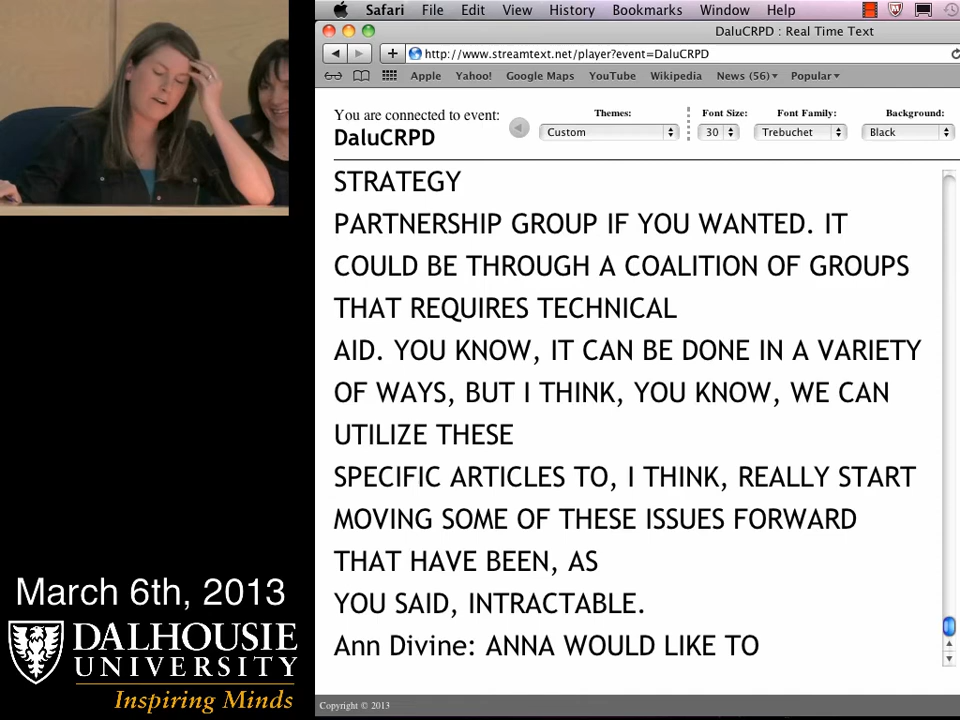 Safari File Edit View History Bookmarks Window Help
DaluCRPD : Real Time Text
http://www.streamtext.net/player?event=DaluCRPD
Apple Yahoo! Google Maps YouTube Wikipedia News (56) Popular
You are connected to event:
DaluCRPD
Themes: Font Size: Font Family: Background:
Custom 30 Trebuchet Black
STRATEGY
PARTNERSHIP GROUP IF YOU WANTED. IT
COULD BE THROUGH A COALITION OF GROUPS
THAT REQUIRES TECHNICAL
AID. YOU KNOW, IT CAN BE DONE IN A VARIETY
OF WAYS, BUT I THINK, YOU KNOW, WE CAN
UTILIZE THESE
SPECIFIC ARTICLES TO, I THINK, REALLY START
MOVING SOME OF THESE ISSUES FORWARD
THAT HAVE BEEN, AS
YOU SAID, INTRACTABLE.
Ann Divine: ANNA WOULD LIKE TO
Copyright © 2013
March 6th, 2013
DALHOUSIE
UNIVERSITY
Inspiring Minds